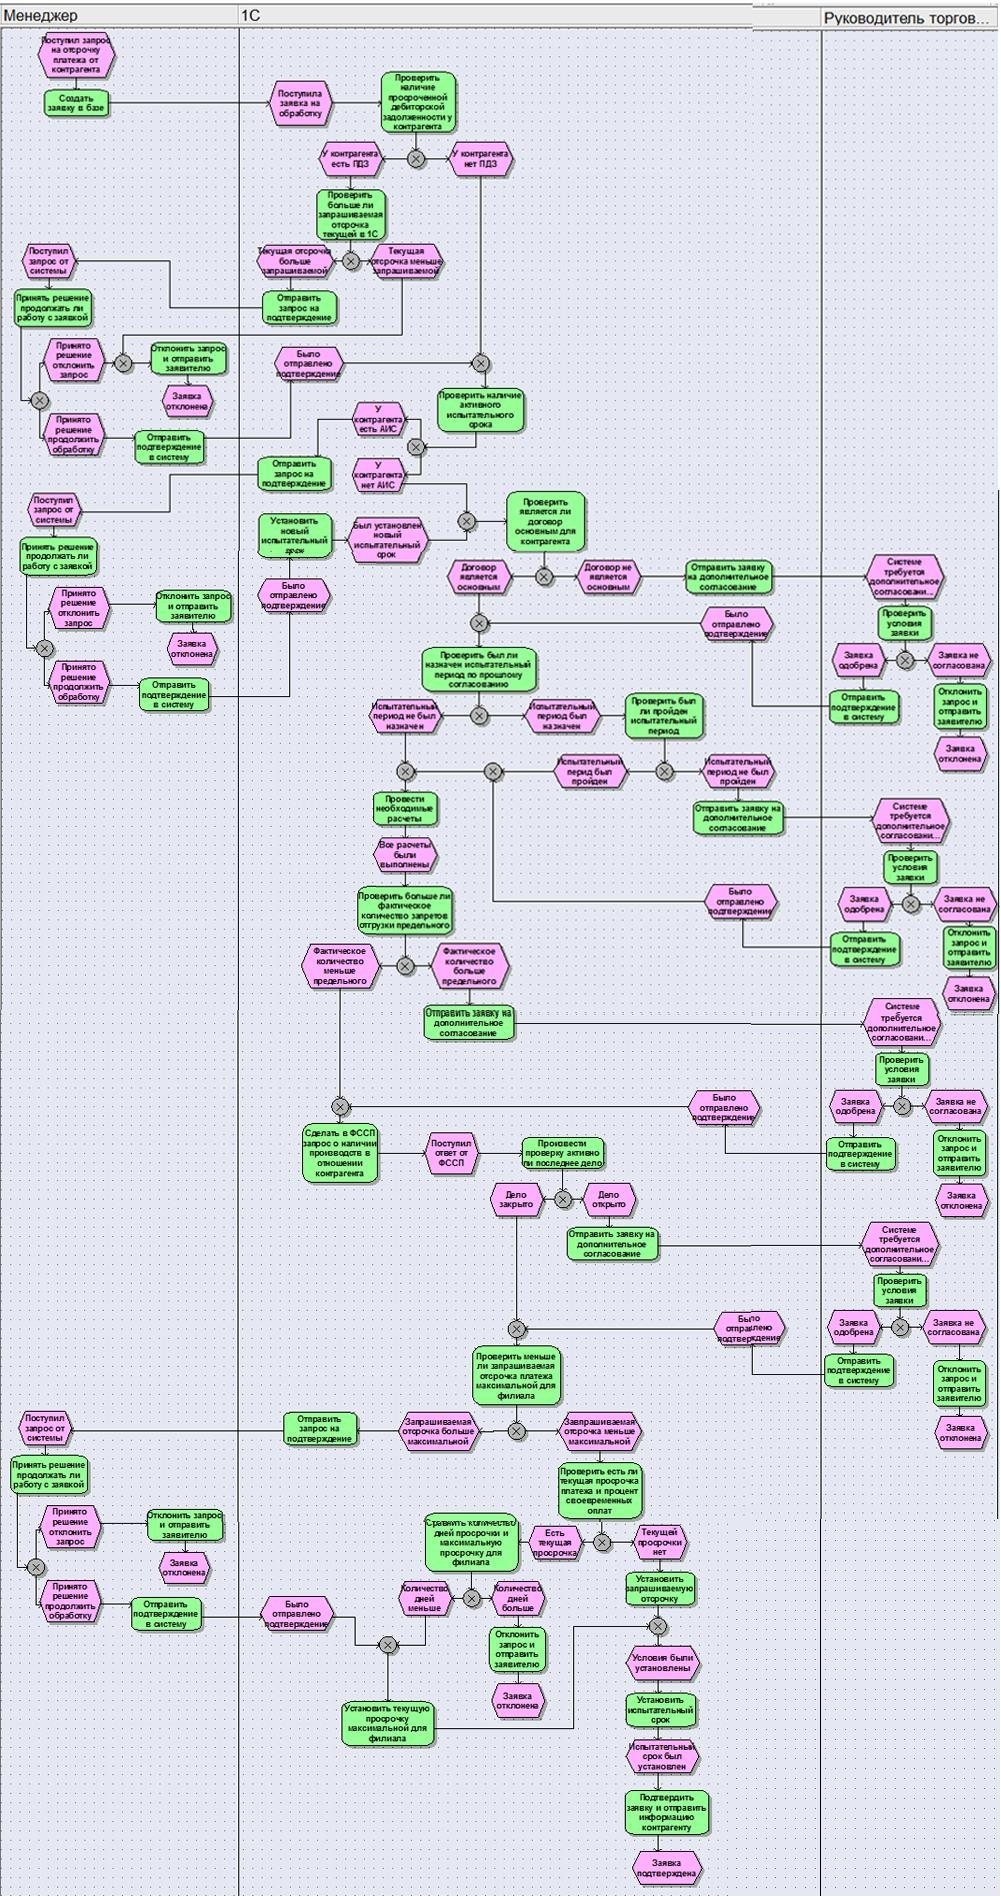 Менеджер
1С
Руководитель торгов...
Поступил запрос
на отсрочку
платежа от
контрагента
Создать
заявку в базе
Поступила
заявка на
обработку
Проверить
наличие
просроченной
дебиторской
задолженности у
контрагента
У контрагента
есть ПДЗ
У контрагента
нет ПДЗ
Проверить
больше ли
запрашиваемая
отсрочка
текущей в 1С
Текущая отсрочка
больше
запрашиваемой
Текущая
отсрочка меньше
запрашиваемой
Поступил
запрос от
системы
Отправить
запрос на
подтверждение
Принять решение
продолжать ли
работу с заявкой
Принято
решение
отклонить
запрос
Отклонить запрос
и отправить
заявителю
Заявка
отклонена
Было
отправлено
подтверждение
Проверить наличие
активного
испытательного
срока
Принято
решение
продолжить
обработку
Отправить
подтверждение
в систему
У
контрагента
есть АИС
У
контрагента
нет АИС
Отправить
запрос на
подтверждение
Поступил
запрос от
системы
Установить
новый
испытательный
срок
Был установлен
новый
испытательный
срок
Проверить
является ли
договор
основным для
контрагента
Принять решение
продолжать ли
работу с заявкой
Договор
является
основным
Договор не
является
основным
Отправить заявку
на дополнительное
согласование
Системе
требуется
дополнительное
согласовани...
Принято
решение
отклонить
запрос
Отклонить запрос
и отправить
заявителю
Заявка
отклонена
Было
отправлено
подтверждение
Было
отправлено
подтверждение
Проверить
условия
заявки
Принято
решение
продолжить
обработку
Отправить
подтверждение
в систему
Проверить был ли
назначен испытательный
период по прошлому
согласованию
Заявка
одобрена
Заявка не
согласована
Отправить
подтверждение
в систему
Отклонить
запрос и
отправить
заявителю
Заявка
отклонена
Испытательный
период не был
назначен
Испытательный
период был
назначен
Проверить был
ли пройден
испытательный
период
Испытательный
перид был
пройден
Испытательный
период не был
пройден
Провести
необходимые
расчеты
Отправить заявку на
дополнительное
согласование
Системе
требуется
дополнительное
согласовани...
Все расчеты
были
выполнены
Проверить
условия
заявки
Проверить больше ли
фактическое
количество запретов
отгрузки предельного
Было
отправлено
подтверждение
Заявка
одобрена
Заявка не
согласована
Отправить
подтверждение
в систему
Отклонить
запрос и
отправить
заявителю
Заявка
отклонена
Фактическое
количество
меньше
предельного
Фактическое
количество
больше
предельного
Отправить заявку на
дополнительное
согласование
Системе
требуется
дополнительное
согласовани...
Проверить
условия
заявки
Было
отправлено
подтверждение
Заявка
одобрена
Заявка не
согласована
Сделать в ФССП
запрос о наличии
производств в
отношении
контрагента
Поступил
ответ от
ФССП
Произвести
проверку активно
ли последнее дело
Отправить
подтверждение
в систему
Отклонить
запрос и
отправить
заявителю
Заявка
отклонена
Дело
закрыто
Дело
открыто
Отправить заявку на
дополнительное
согласование
Системе
требуется
дополнительное
согласовани...
Проверить
условия
заявки
Было
отправлено
подтверждение
Заявка
одобрена
Заявка не
согласована
Отправить
подтверждение
в систему
Отклонить
запрос и
отправить
заявителю
Заявка
отклонена
Проверить меньше
ли запрашиваемая
отсрочка платежа
максимальной для
филиала
Поступил
запрос от
системы
Отправить
запрос на
подтверждение
Запрашиваемая
отсрочка больше
максимальной
Завпрашиваемая
отсрочка меньше
максимальной
Принять решение
продолжать ли
работу с заявкой
Проверить есть ли
текущая просрочка
платежа и процент
своевременных
оплат
Принято
решение
отклонить
запрос
Отклонить запрос
и отправить
заявителю
Заявка
отклонена
Сравнить количество
дней просрочки и
максимальную
просрочку для
филиала
Есть
текущая
просрочка
Текущей
просрочки
нет
Установить
запрашиваемую
оторочку
Принято
решение
продолжить
обработку
Отправить
подтверждение
в систему
Было
отправлено
подтверждение
Количество
дней
меньше
Количество
дней
больше
Отклонить
запрос и
отправить
заявителю
Заявка
отклонена
Условия были
установлены
Установить текущую
просрочку
максимальной для
филиала
Установить
испытательный
срок
Испытательный
срок был
установлен
Подтвердить
заявку и отправить
информацию
контрагенту
Заявка
подтверждена